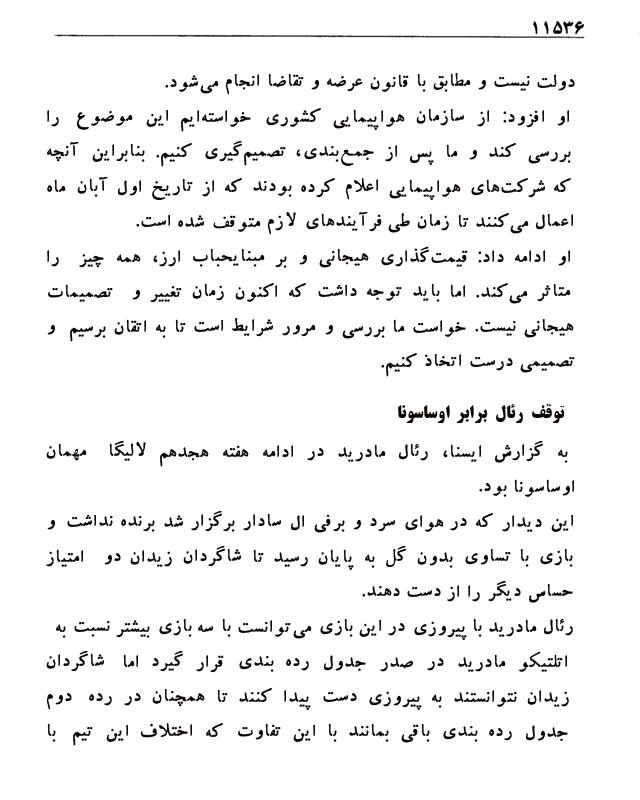 ۱۱۵۳۶
دولت نیست و مطابق با قانون عرضه و تقاضا انجام می‌شود.
او افزود: از سازمان هواپیمایی کشوری خواسته‌ایم این موضوع را
بررسی کند و ما پس از جمع‌بندی، تصمیم‌گیری کنیم. بنابراین آنچه
که شرکت‌های هواپیمایی اعلام کرده بودند که از تاریخ اول آبان ماه
اعمال می‌کنند تا زمان طی فرآیندهای لازم متوقف شده است.
او ادامه داد: قیمت‌گذاری هیجانی و بر مبنایحباب ارز، همه چیز را
متاثر می‌کند. اما باید توجه داشت که اکنون زمان تغییر و تصمیمات
هیجانی نیست. خواست ما بررسی و مرور شرایط است تا به اتقان برسیم و
تصمیمی درست اتخاذ کنیم.
توقف رئال برابر اوساسونا
به گزارش ایسنا، رئال مادرید در ادامه هفته هجدهم لالیگا مهمان
اوساسونا بود.
این دیدار که در هوای سرد و برفی ال سادار برگزار شد برنده نداشت و
بازی با تساوی بدون گل به پایان رسید تا شاگردان زیدان دو امتیاز
حساس دیگر را از دست دهند.
رئال مادرید با پیروزی در این بازی می‌توانست با سه بازی بیشتر نسبت به
اتلتیکو مادرید در صدر جدول رده بندی قرار گیرد اما شاگردان
زیدان نتوانستند به پیروزی دست پیدا کنند تا همچنان در رده دوم
جدول رده بندی باقی بمانند با این تفاوت که اختلاف این تیم با